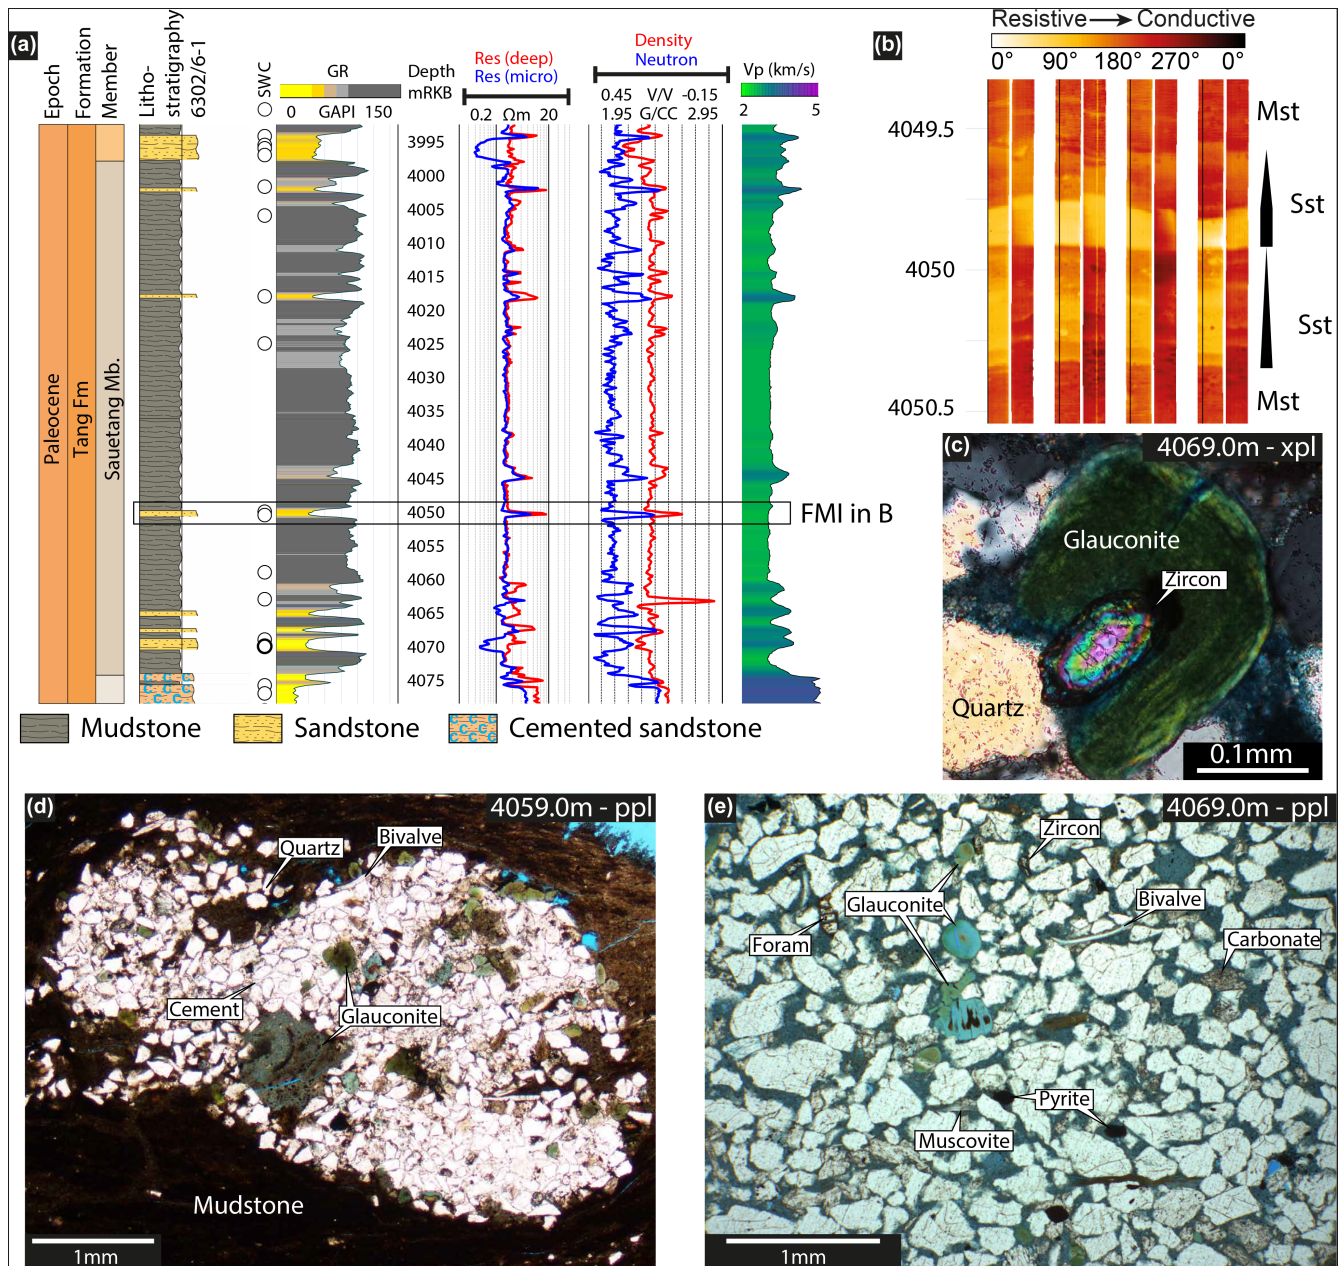 (a)
Epoch
Formation
Member
Litho-
stratigraphy
6302/6-1
SWC
GR
0 GAPI 150
Depth
mRKB
Res (deep)
Res (micro)
0.2 Ωm 20
Density
Neutron
0.45 V/V -0.15
1.95 G/CC 2.95
Vp (km/s)
2 5
Paleocene
Tang Fm
Sauetang Mb.
3995
4000
4005
4010
4015
4020
4025
4030
4035
4040
4045
4050
4055
4060
4065
4070
4075
FMI in B
C C C
C C C
C C C
Mudstone
Sandstone
C C C
C C C
Cemented sandstone
(b)
Resistive Conductive
0° 90° 180° 270° 0°
4049.5
4050
4050.5
Mst
Sst
Sst
Mst
(c)
4069.0m - xpl
Glauconite
Zircon
Quartz
0.1mm
(d)
4059.0m - ppl
Bivalve
Quartz
Cement
Glauconite
Mudstone
1mm
(e)
4069.0m - ppl
Zircon
Glauconite
Bivalve
Foram
Carbonate
Pyrite
Muscovite
1mm